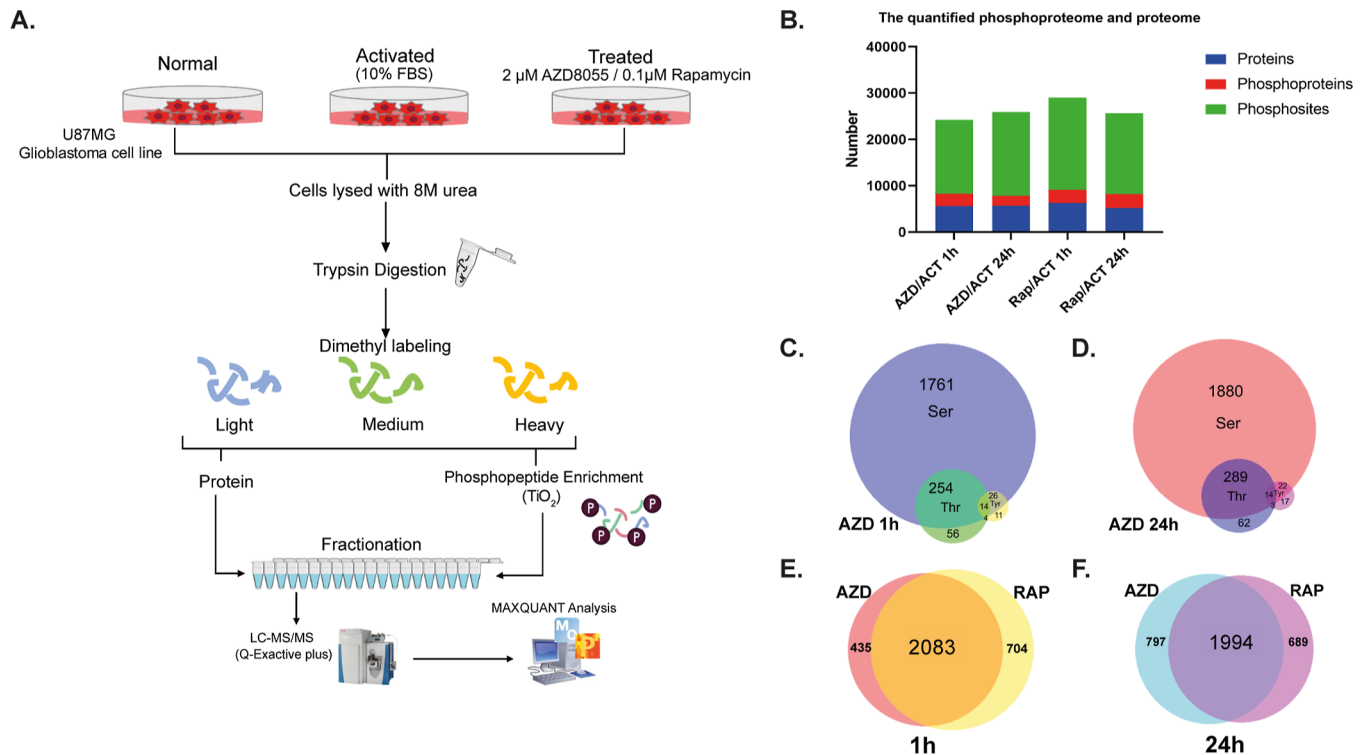 A.
Normal
Activated
(10% FBS)
Treated
2 µM AZD8055 / 0.1µM Rapamycin
U87MG
Glioblastoma cell line
Cells lysed with 8M urea
Trypsin Digestion
Dimethyl labeling
Light
Medium
Heavy
Protein
Phosphopeptide Enrichment
(TiO₂)
P
P
P
P
Fractionation
LC-MS/MS
(Q-Exactive plus)
MAXQUANT Analysis
B.
The quantified phosphoproteome and proteome
Number
40000
30000
20000
10000
0
AZD/ACT 1h
AZD/ACT 24h
Rap/ACT 1h
Rap/ACT 24h
Proteins
Phosphoproteins
Phosphosites
C.
1761
Ser
254
Thr
26
14
Tyr
4
11
56
AZD 1h
D.
1880
Ser
289
Thr
22
14
Tyr
3
17
62
AZD 24h
E.
AZD
RAP
435
2083
704
1h
F.
AZD
RAP
797
1994
689
24h